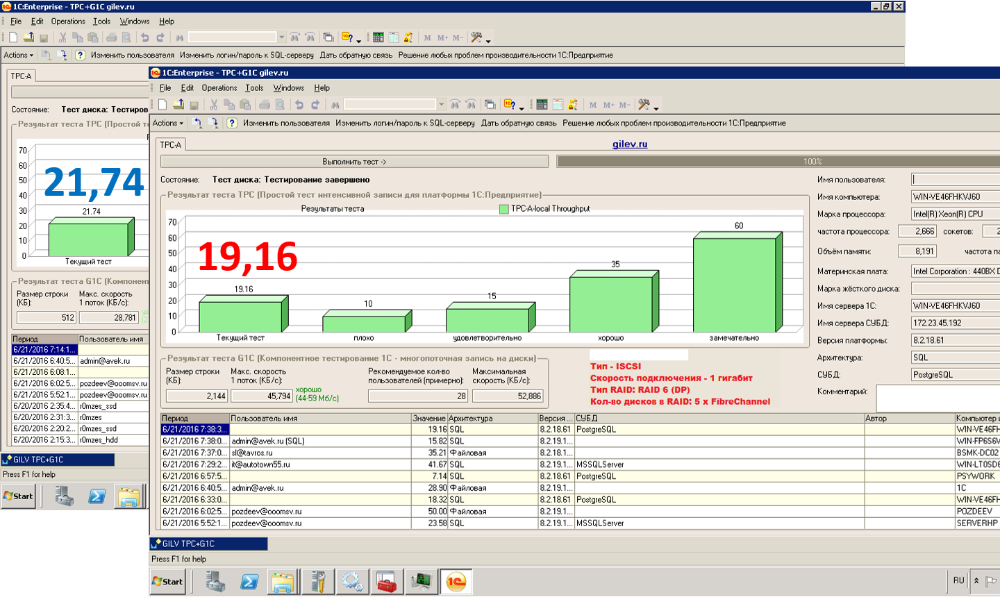 1C:Enterprise - TPC+G1C gilev.ru
File Edit Operations Tools Windows Help
M M+ M-
Actions Изменить пользователя Изменить логин/пароль к SQL-серверу Дать обратную связь Решение любых проблем производительности 1С:Предприятие
TPC-A
Состояние: Тест диска: Тестиров
Результат теста TPC (Простой т
70
60
50
40
30
20
10
0
21,74
21.74
Текущий тест
Результат теста G1C (Компонент
Размер строки (КБ): Макс. скорость 1 поток (КБ/с):
512 28,781
Период Пользователь имя
6/21/2016 7:14:1...
6/21/2016 6:40:5... admin@avek.ru
6/21/2016 6:08:1...
6/21/2016 6:02:5... pozdeev@ooomsv.ru
6/21/2016 5:52:1... pozdeev@ooomsv.ru
6/20/2016 2:35:4... r0mzes_ssd
6/20/2016 2:31:3... r0mzes
6/20/2016 2:20:2... r0mzes_ssd
6/20/2016 2:15:3... r0mzes_hdd
GILV TPC+G1C
Press F1 for help
Start
1C:Enterprise - TPC+G1C gilev.ru
File Edit Operations Tools Windows Help
M M+ M-
Actions Изменить пользователя Изменить логин/пароль к SQL-серверу Дать обратную связь Решение любых проблем производительности 1С:Предприятие
TPC-A
gilev.ru
Выполнить тест ->
100%
Состояние: Тест диска: Тестирование завершено
Результат теста TPC (Простой тест интенсивной записи для платформы 1С:Предприятие)
Результаты теста
TPC-A-local Throughput
70
60
50
40
30
20
10
0
19,16
19.16
10
15
35
60
Текущий тест плохо удовлетворительно хорошо замечательно
Имя пользователя:
Имя компьютера: WIN-VE46FHKVJ60
Марка процессора: Intel(R) Xeon(R) CPU
частота процессора: 2,666 сокетов: 2
Объём памяти: 8,191 частота па
Материнская плата: Intel Corporation : 440BX D
Марка жёсткого диска:
Имя сервера 1С: WIN-VE46FHKVJ60
Имя сервера СУБД: 172.23.45.192
Версия платформы: 8.2.18.61
Архитектура: SQL
СУБД: PostgreSQL
Комментарий:
Результат теста G1C (Компонентное тестирование 1С - многопоточная запись на диски)
Размер строки (КБ): Макс. скорость 1 поток (КБ/с): Рекомендуемое кол-во пользователей (примерно): Максимальная скорость (КБ/с):
2,144 45,794 хорошо (44-59 Мб/с) 28 52,886
Тип - ISCSI
Скорость подключения - 1 гигабит
Тип RAID: RAID 6 (DP)
Кол-во дисков в RAID: 5 x FibreChannel
Период Пользователь имя Значение Архитектура Версия ... СУБД Автор Компьютер и
6/21/2016 7:38:3... 19.16 SQL 8.2.18.61 PostgreSQL WIN-VE46FH
6/21/2016 7:38:0... admin@avek.ru (SQL) 15.82 SQL 8.2.19.1... WIN-FP6S6V
6/21/2016 7:37:0... sl@tavros.ru 35.21 Файловая 8.2.19.1... BSMK-DC02
6/21/2016 7:29:2... it@autotown55.ru 41.67 SQL 8.2.19.1... MSSQLServer WIN-LT0SD6
6/21/2016 6:57:5... 7.14 SQL 8.2.18.61 PostgreSQL PSYWORK
6/21/2016 6:40:5... admin@avek.ru 28.90 Файловая 8.2.19.1... 1C
6/21/2016 6:33:0... 18.32 SQL 8.2.18.61 PostgreSQL WIN-VE46FH
6/21/2016 6:02:5... pozdeev@ooomsv.ru 50.00 Файловая 8.2.19.1... POZDEEV
6/21/2016 5:52:1... pozdeev@ooomsv.ru 23.58 SQL 8.2.19.1... MSSQLServer SERVERHP
GILV TPC+G1C
Press F1 for help
Start
RU